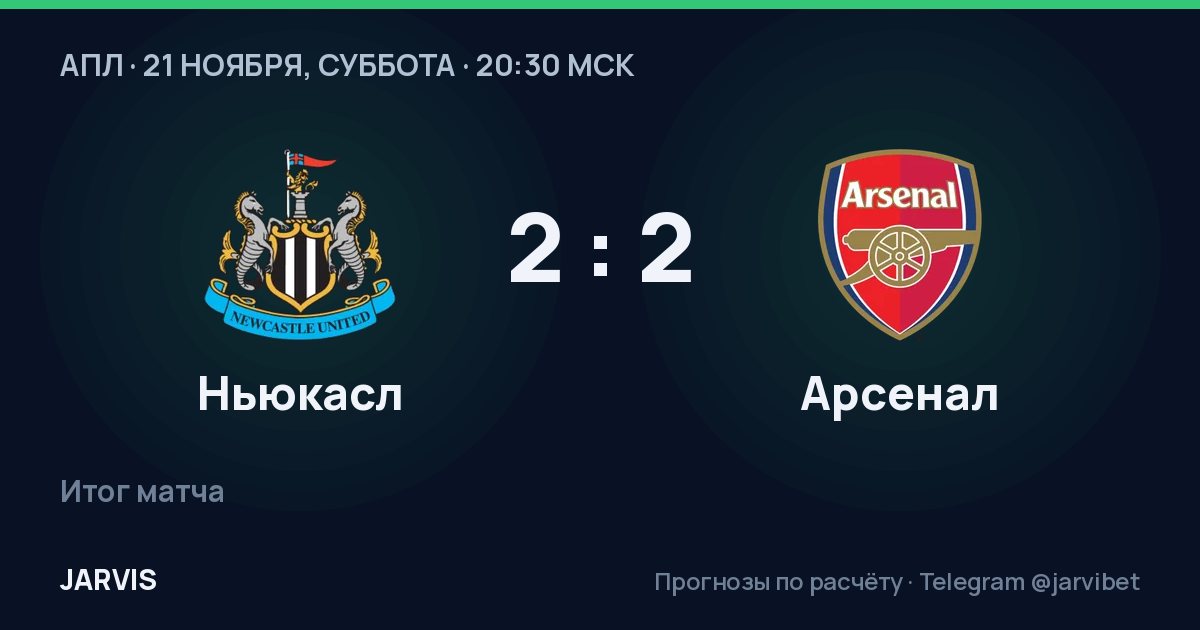 АПЛ · 21 НОЯБРЯ, СУББОТА · 20:30 МСК
2 : 2
NEWCASTLE UNITED
Arsenal
Ньюкасл
Арсенал
Итог матча
JARVIS
Прогнозы по расчёту · Telegram @jarvibet